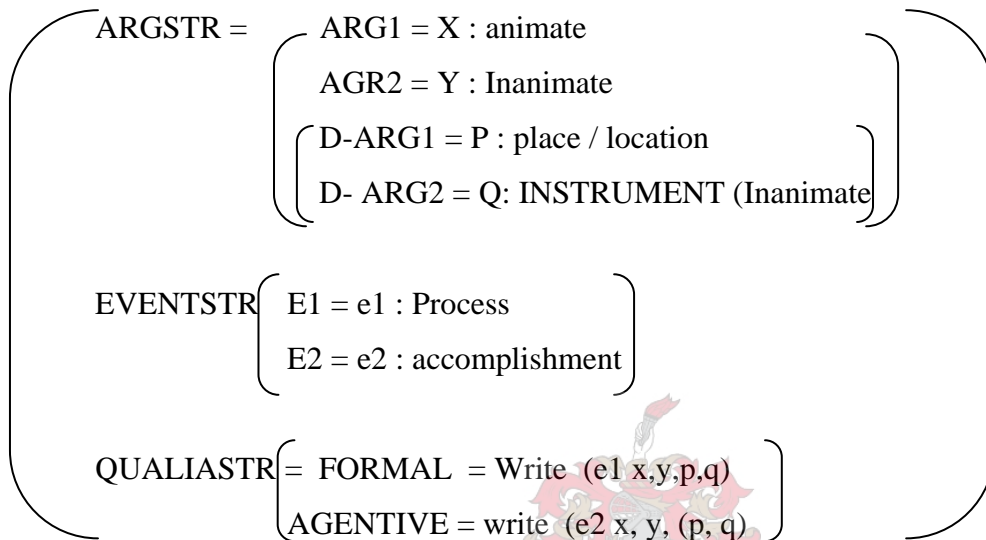 ARGSTR = ARG1 = X : animate
AGR2 = Y : Inanimate
D-ARG1 = P : place / location
D- ARG2 = Q: INSTRUMENT (Inanimate
EVENTSTR E1 = e1 : Process
E2 = e2 : accomplishment
QUALIASTR = FORMAL = Write (e1 x,y,p,q)
AGENTIVE = write (e2 x, y, (p, q)